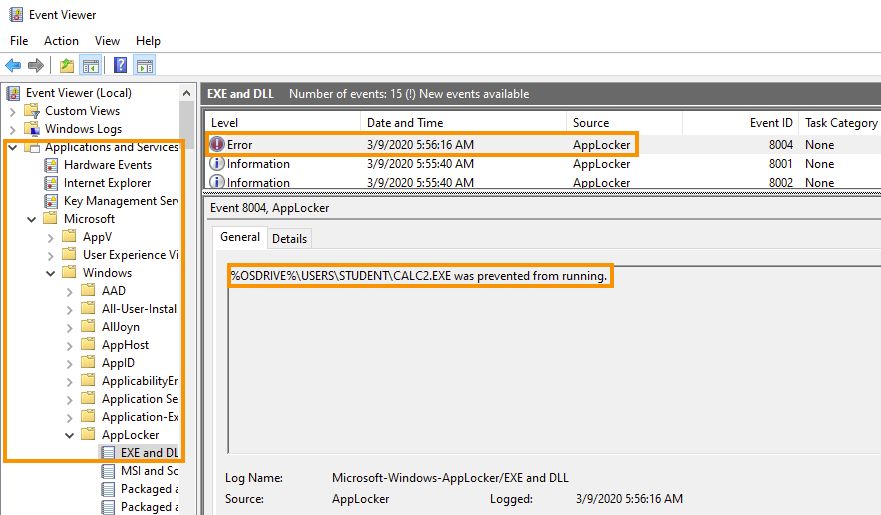 Event Viewer
File Action View Help
Event Viewer (Local)
Custom Views
Windows Logs
Applications and Services
Hardware Events
Internet Explorer
Key Management Ser
Microsoft
AppV
User Experience Vi
Windows
AAD
All-User-Instal
AllJoyn
AppHost
AppID
ApplicabilityEr
Application Se
Application-Ex
AppLocker
EXE and DL
MSI and Sc
Packaged a
Packaged a
EXE and DLL Number of events: 15 (!) New events available
Level Date and Time Source Event ID Task Category
Error 3/9/2020 5:56:16 AM AppLocker 8004 None
Information 3/9/2020 5:55:40 AM AppLocker 8001 None
Information 3/9/2020 5:55:40 AM AppLocker 8002 None
Event 8004, AppLocker
General Details
%OSDRIVE%\USERS\STUDENT\CALC2.EXE was prevented from running.
Log Name: Microsoft-Windows-AppLocker/EXE and DLL
Source: AppLocker Logged: 3/9/2020 5:56:16 AM